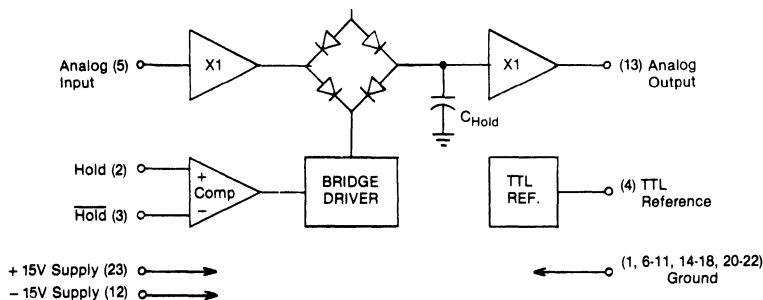 Analog (5)
Input
X1
X1
(13) Analog
Output
CHold
Hold (2)
Hold (3)
+
Comp
−
BRIDGE
DRIVER
TTL
REF.
(4) TTL
Reference
+ 15V Supply (23)
− 15V Supply (12)
(1, 6-11, 14-18, 20-22)
Ground